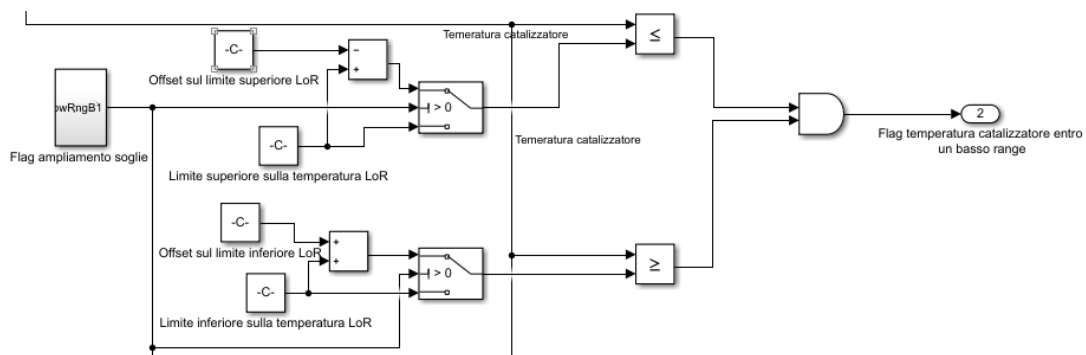 Temeratura catalizzatore
-C-
−
+
≤
Offset sul limite superiore LoR
> 0
owRngB1
Flag ampliamento soglie
-C-
2
Flag temperatura catalizzatore entro
un basso range
Temeratura catalizzatore
Limite superiore sulla temperatura LoR
-C-
+
+
≥
Offset sul limite inferiore LoR
> 0
-C-
Limite inferiore sulla temperatura LoR